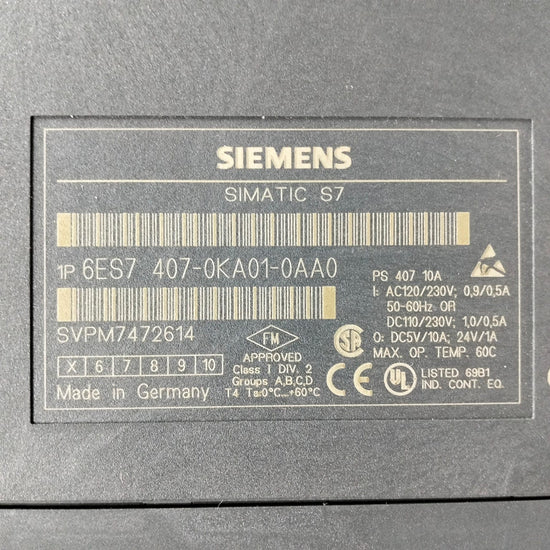 SIEMENS
SIMATIC S7
1P 6ES7 407-0KA01-0AA0
SVPM7472614
X 6 7 8 9 10
Made in Germany
FM
APPROVED
Class I DIV. 2
Groups A,B,C,D
T4 Ta:0°C...+60°C
PS 407 10A
I: AC120/230V; 0,9/0,5A
50-60Hz OR
DC110/230V; 1,0/0,5A
O: DC5V/10A; 24V/1A
MAX. OP. TEMP. 60C
SA
CE
UL
LISTED 69B1
IND. CONT. EQ.